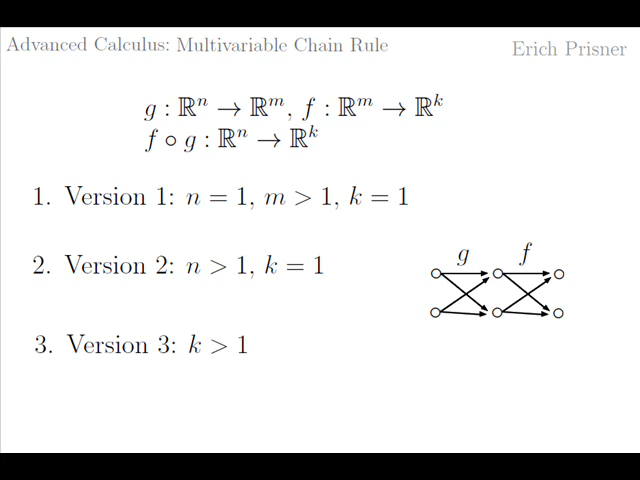 Advanced Calculus: Multivariable Chain Rule
Erich Prisner
g : ℝⁿ → ℝᵐ, f : ℝᵐ → ℝᵏ
f ∘ g : ℝⁿ → ℝᵏ
1. Version 1: n = 1, m > 1, k = 1
g f
2. Version 2: n > 1, k = 1
3. Version 3: k > 1